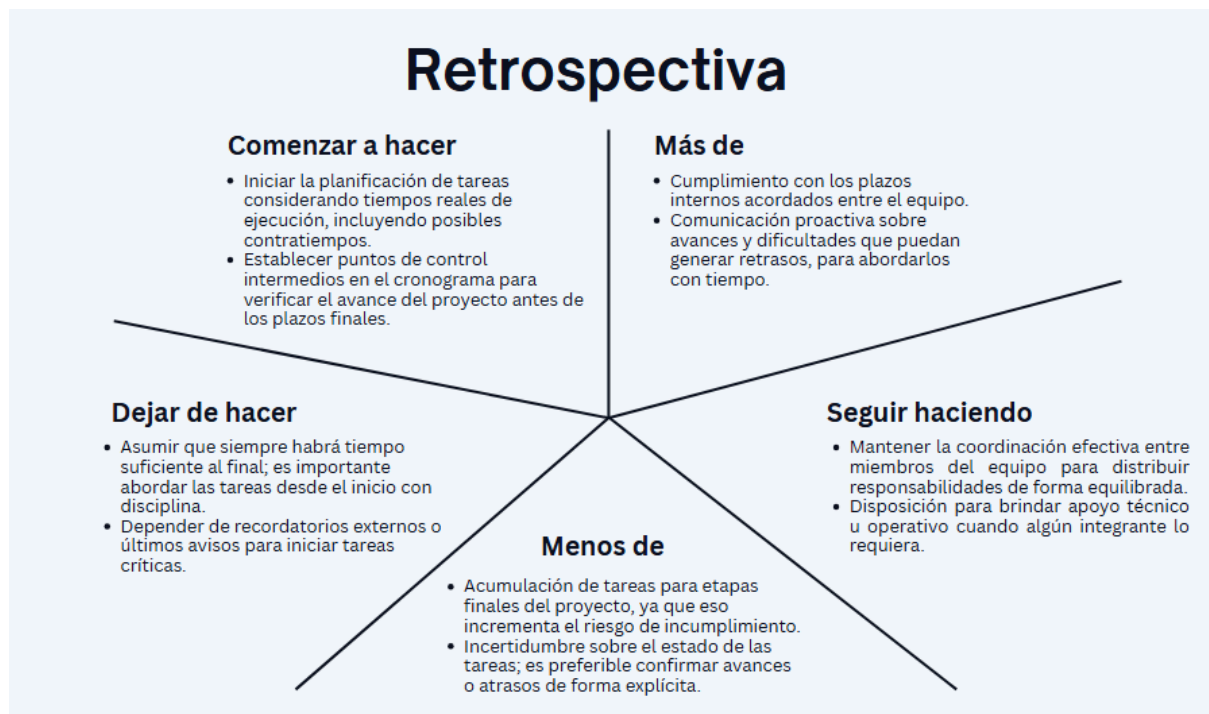 Retrospectiva
Comenzar a hacer
• Iniciar la planificación de tareas
considerando tiempos reales de
ejecución, incluyendo posibles
contratiempos.
• Establecer puntos de control
intermedios en el cronograma para
verificar el avance del proyecto antes de
los plazos finales.
Más de
• Cumplimiento con los plazos
internos acordados entre el equipo.
• Comunicación proactiva sobre
avances y dificultades que puedan
generar retrasos, para abordarlos
con tiempo.
Dejar de hacer
• Asumir que siempre habrá tiempo
suficiente al final; es importante
abordar las tareas desde el inicio con
disciplina.
• Depender de recordatorios externos o
últimos avisos para iniciar tareas
críticas.
Menos de
• Acumulación de tareas para etapas
finales del proyecto, ya que eso
incrementa el riesgo de incumplimiento.
• Incertidumbre sobre el estado de las
tareas; es preferible confirmar avances
o atrasos de forma explícita.
Seguir haciendo
• Mantener la coordinación efectiva entre
miembros del equipo para distribuir
responsabilidades de forma equilibrada.
• Disposición para brindar apoyo técnico
u operativo cuando algún integrante lo
requiera.